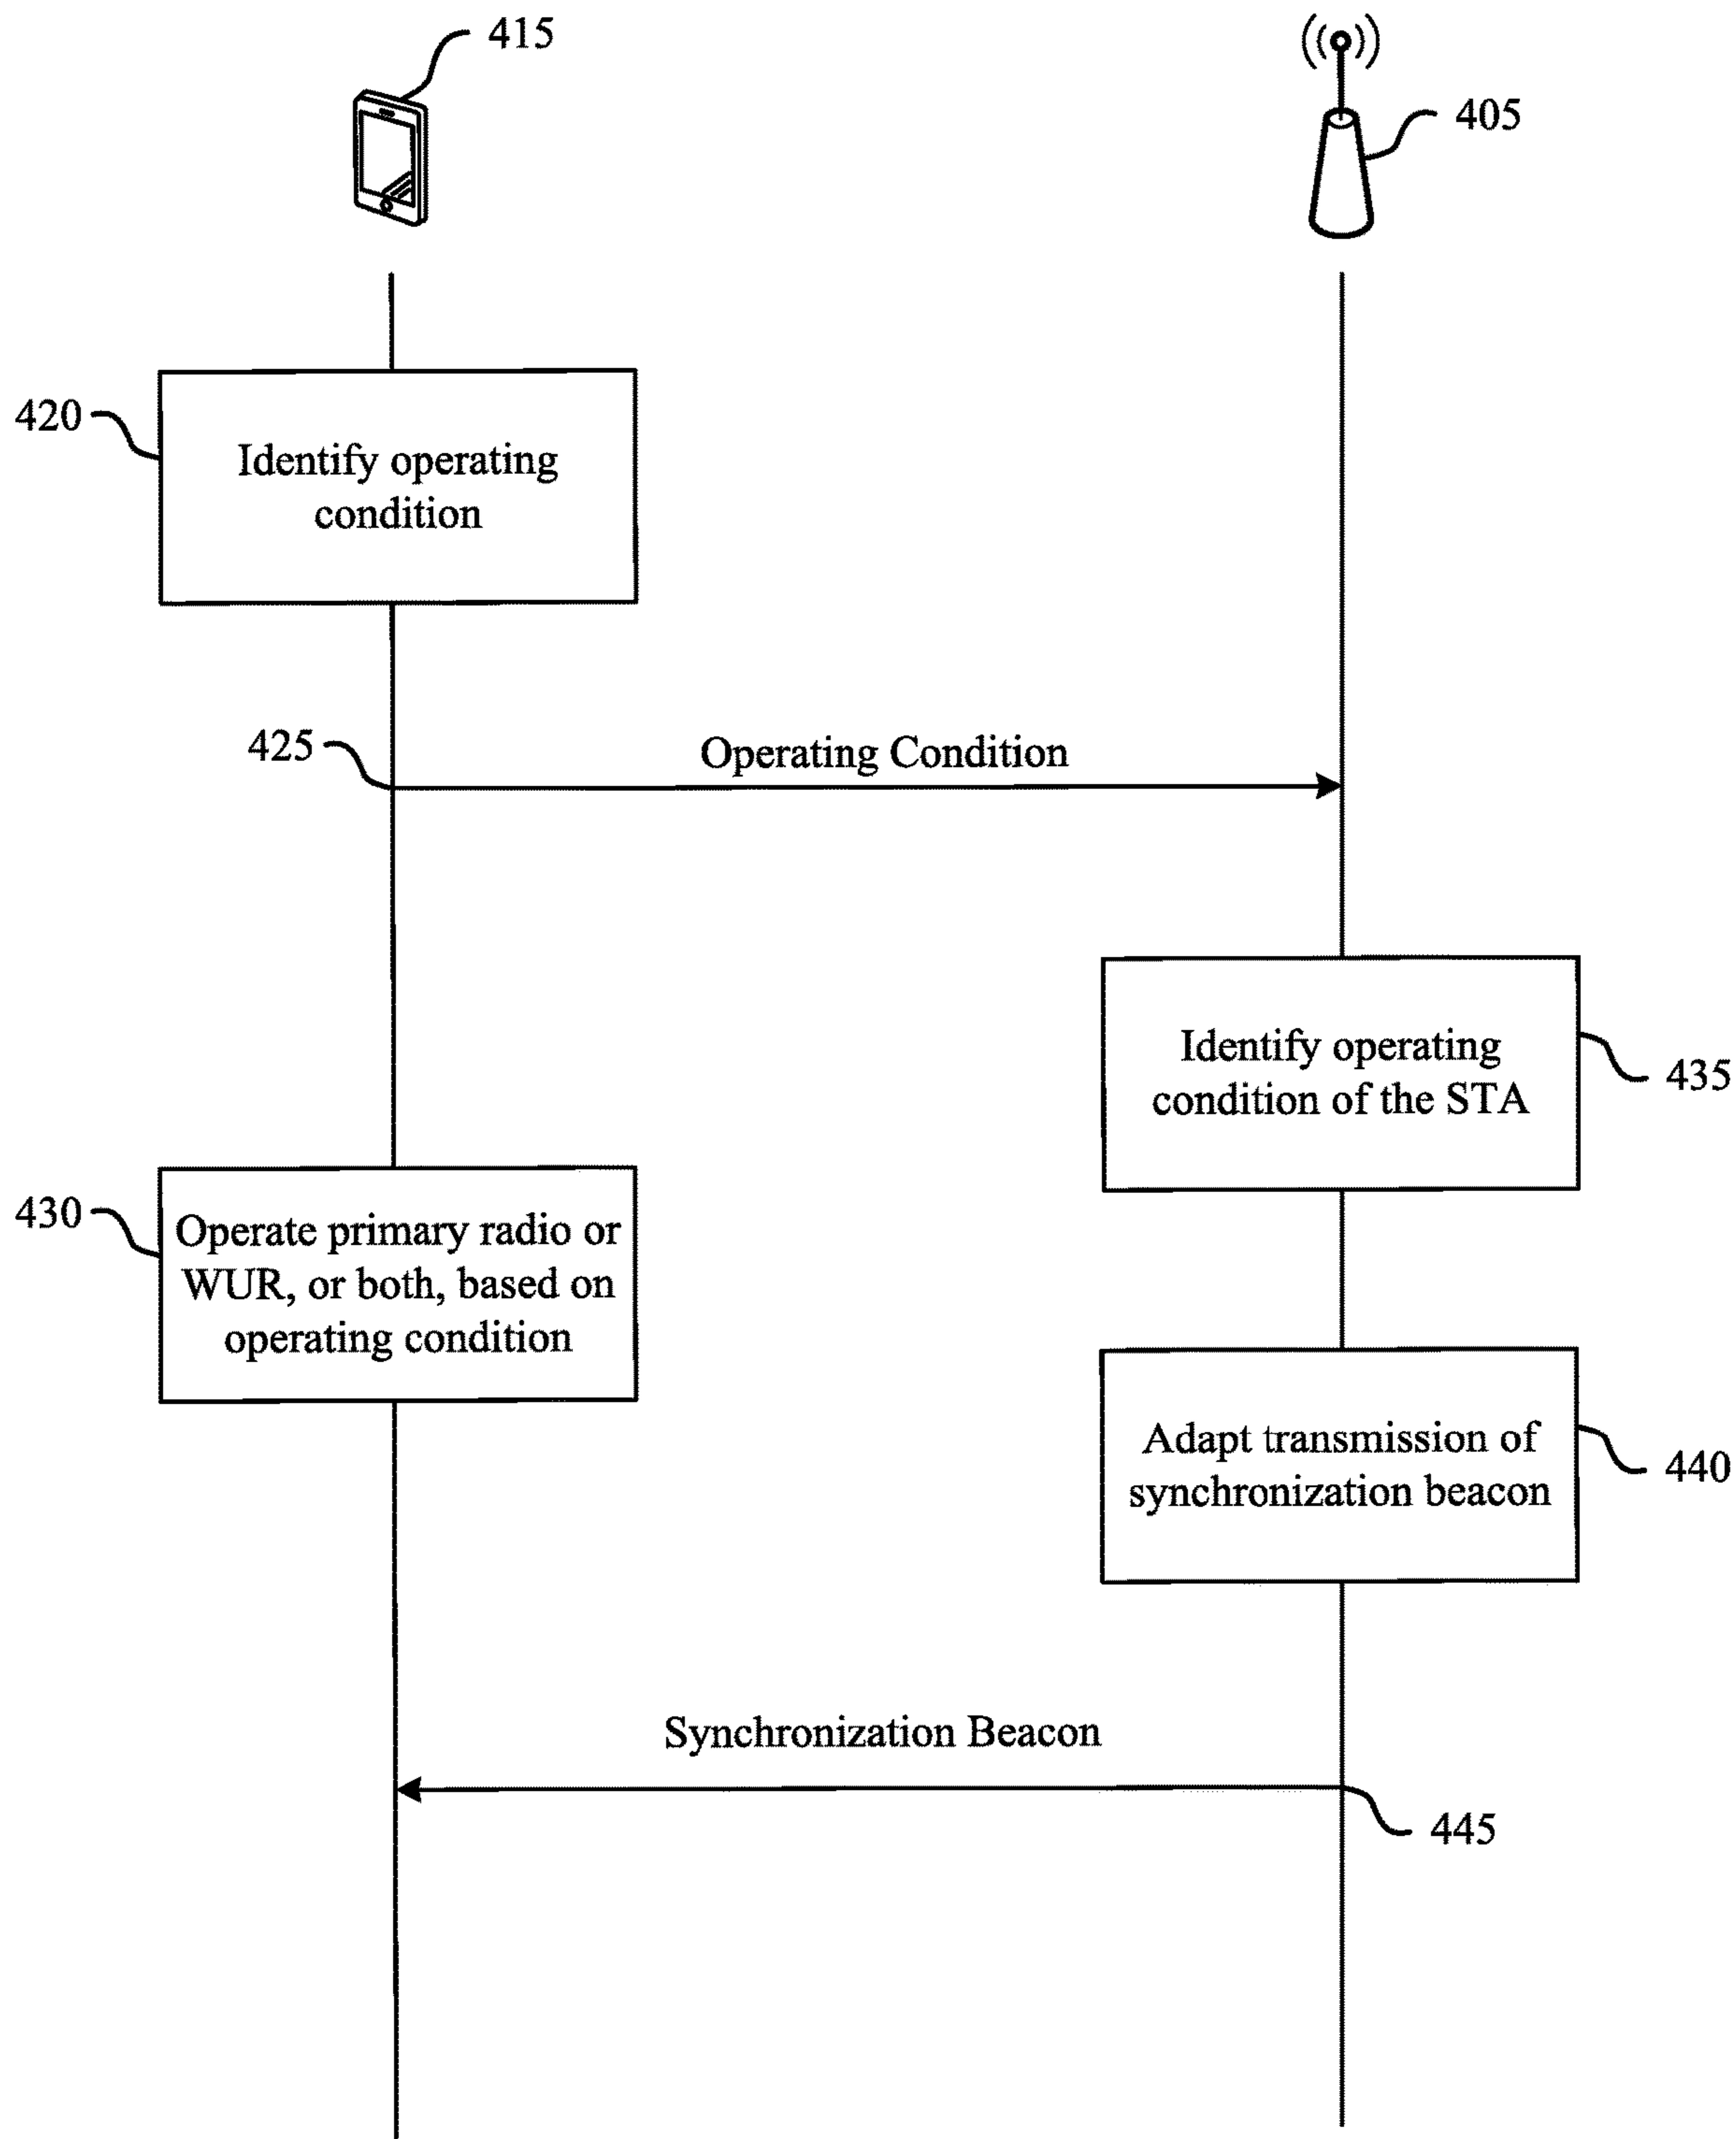 415
405
420
Identify operating
condition
425
Operating Condition
Identify operating
condition of the STA
435
430
Operate primary radio or
WUR, or both, based on
operating condition
Adapt transmission of
synchronization beacon
440
Synchronization Beacon
445